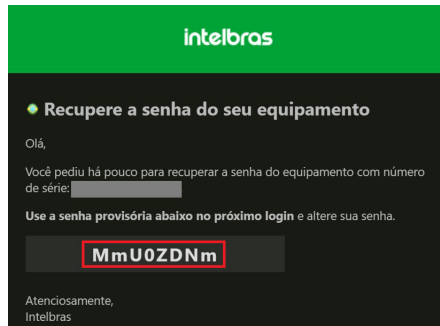 intelbras
Recupere a senha do seu equipamento
Olá,
Você pediu há pouco para recuperar a senha do equipamento com número
de série:
Use a senha provisória abaixo no próximo login e altere sua senha.
MmU0ZDNm
Atenciosamente,
Intelbras